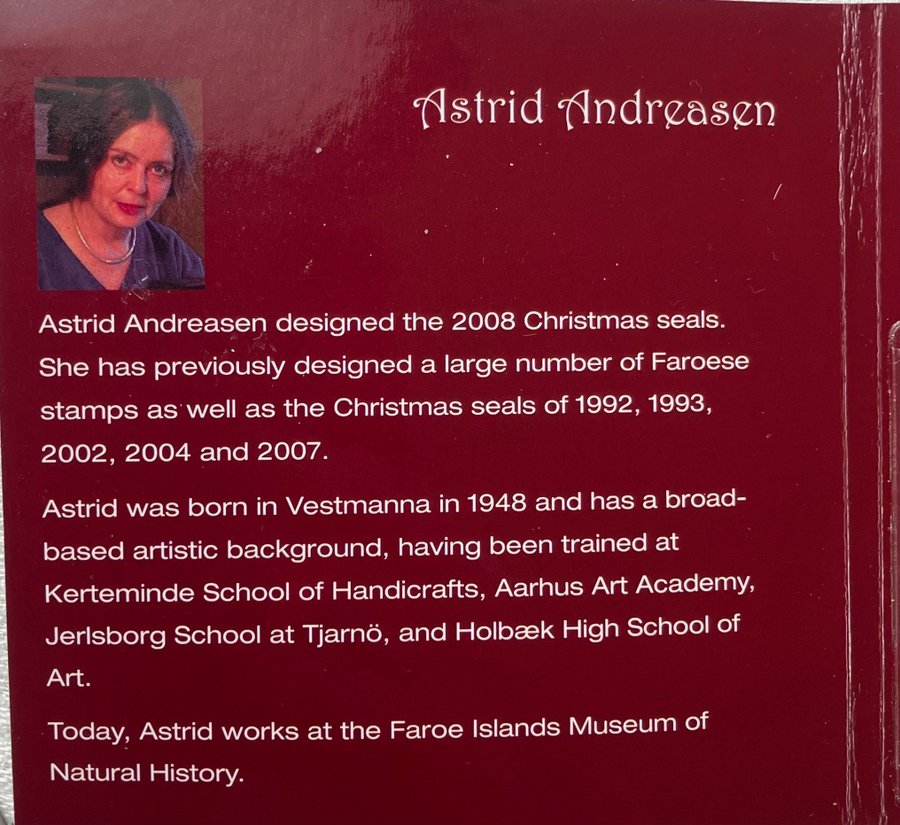 Astrid Andreasen
Astrid Andreasen designed the 2008 Christmas seals.
She has previously designed a large number of Faroese
stamps as well as the Christmas seals of 1992, 1993,
2002, 2004 and 2007.
Astrid was born in Vestmanna in 1948 and has a broad-
based artistic background, having been trained at
Kerteminde School of Handicrafts, Aarhus Art Academy,
Jerlsborg School at Tjarnö, and Holbæk High School of
Art.
Today, Astrid works at the Faroe Islands Museum of
Natural History.